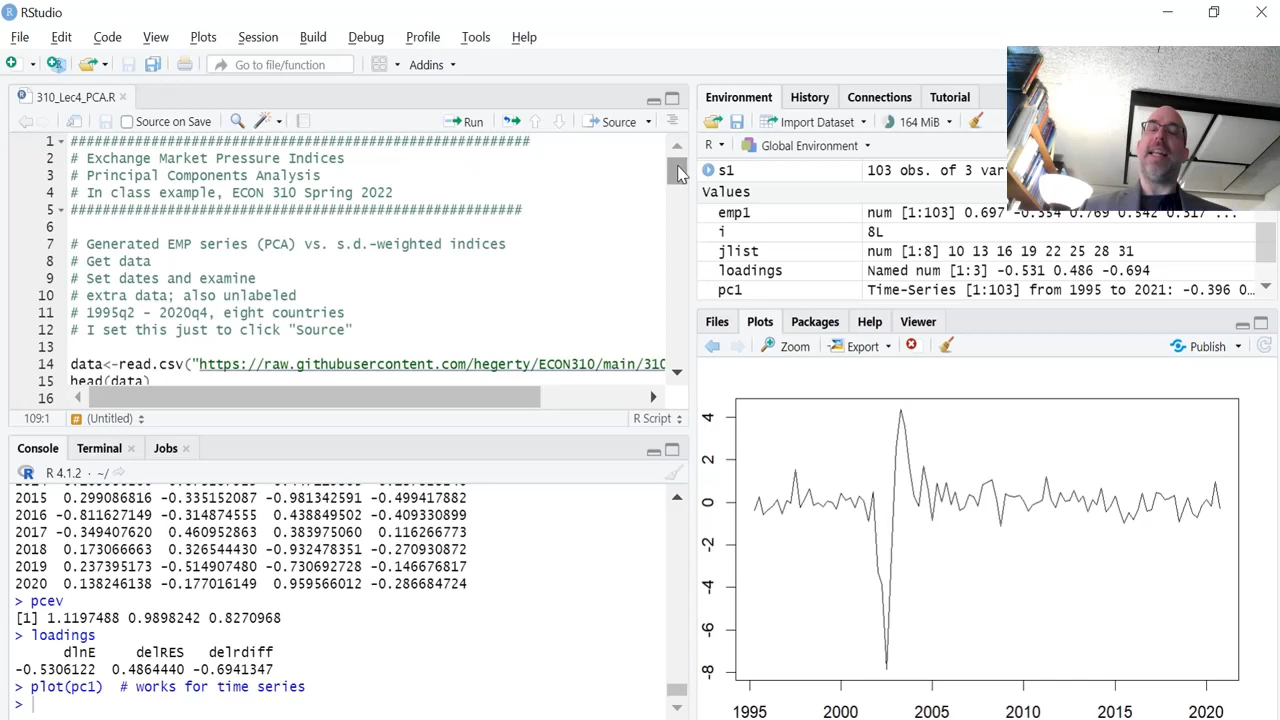 RStudio
File Edit Code View Plots Session Build Debug Profile Tools Help
Go to file/function Addins
310_Lec4_PCA.R
Source on Save Run Source
1 ########################################################
2 # Exchange Market Pressure Indices
3 # Principal Components Analysis
4 # In class example, ECON 310 Spring 2022
5 #######################################################
6
7 # Generated EMP series (PCA) vs. s.d.-weighted indices
8 # Get data
9 # Set dates and examine
10 # extra data; also unlabeled
11 # 1995q2 - 2020q4, eight countries
12 # I set this just to click "Source"
13
14 data<-read.csv("https://raw.githubusercontent.com/hegerty/ECON310/main/310
15 head(data)
16
109:1 (Untitled) R Script
Console Terminal Jobs
R 4.1.2 · ~/
2015 0.299086816 -0.335152087 -0.981342591 -0.499417882
2016 -0.811627149 -0.314874555 0.438849502 -0.409330899
2017 -0.349407620 0.460952863 0.383975060 0.116266773
2018 0.173066663 0.326544430 -0.932478351 -0.270930872
2019 0.237395173 -0.514907480 -0.730692728 -0.146676817
2020 0.138246138 -0.177016149 0.959566012 -0.286684724
> pcev
[1] 1.1197488 0.9898242 0.8270968
> loadings
dlnE delRES delrdiff
-0.5306122 0.4864440 -0.6941347
> plot(pc1) # works for time series
>
Environment History Connections Tutorial
Import Dataset 164 MiB
R Global Environment
s1 103 obs. of 3 var
Values
emp1 num [1:103] 0.697 -0.354 0.769 0.542 0.317 ...
i 8L
jlist num [1:8] 10 13 16 19 22 25 28 31
loadings Named num [1:3] -0.531 0.486 -0.694
pc1 Time-Series [1:103] from 1995 to 2021: -0.396 0...
Files Plots Packages Help Viewer
Zoom Export Publish
4
2
0
-2
-4
-6
-8
1995 2000 2005 2010 2015 2020